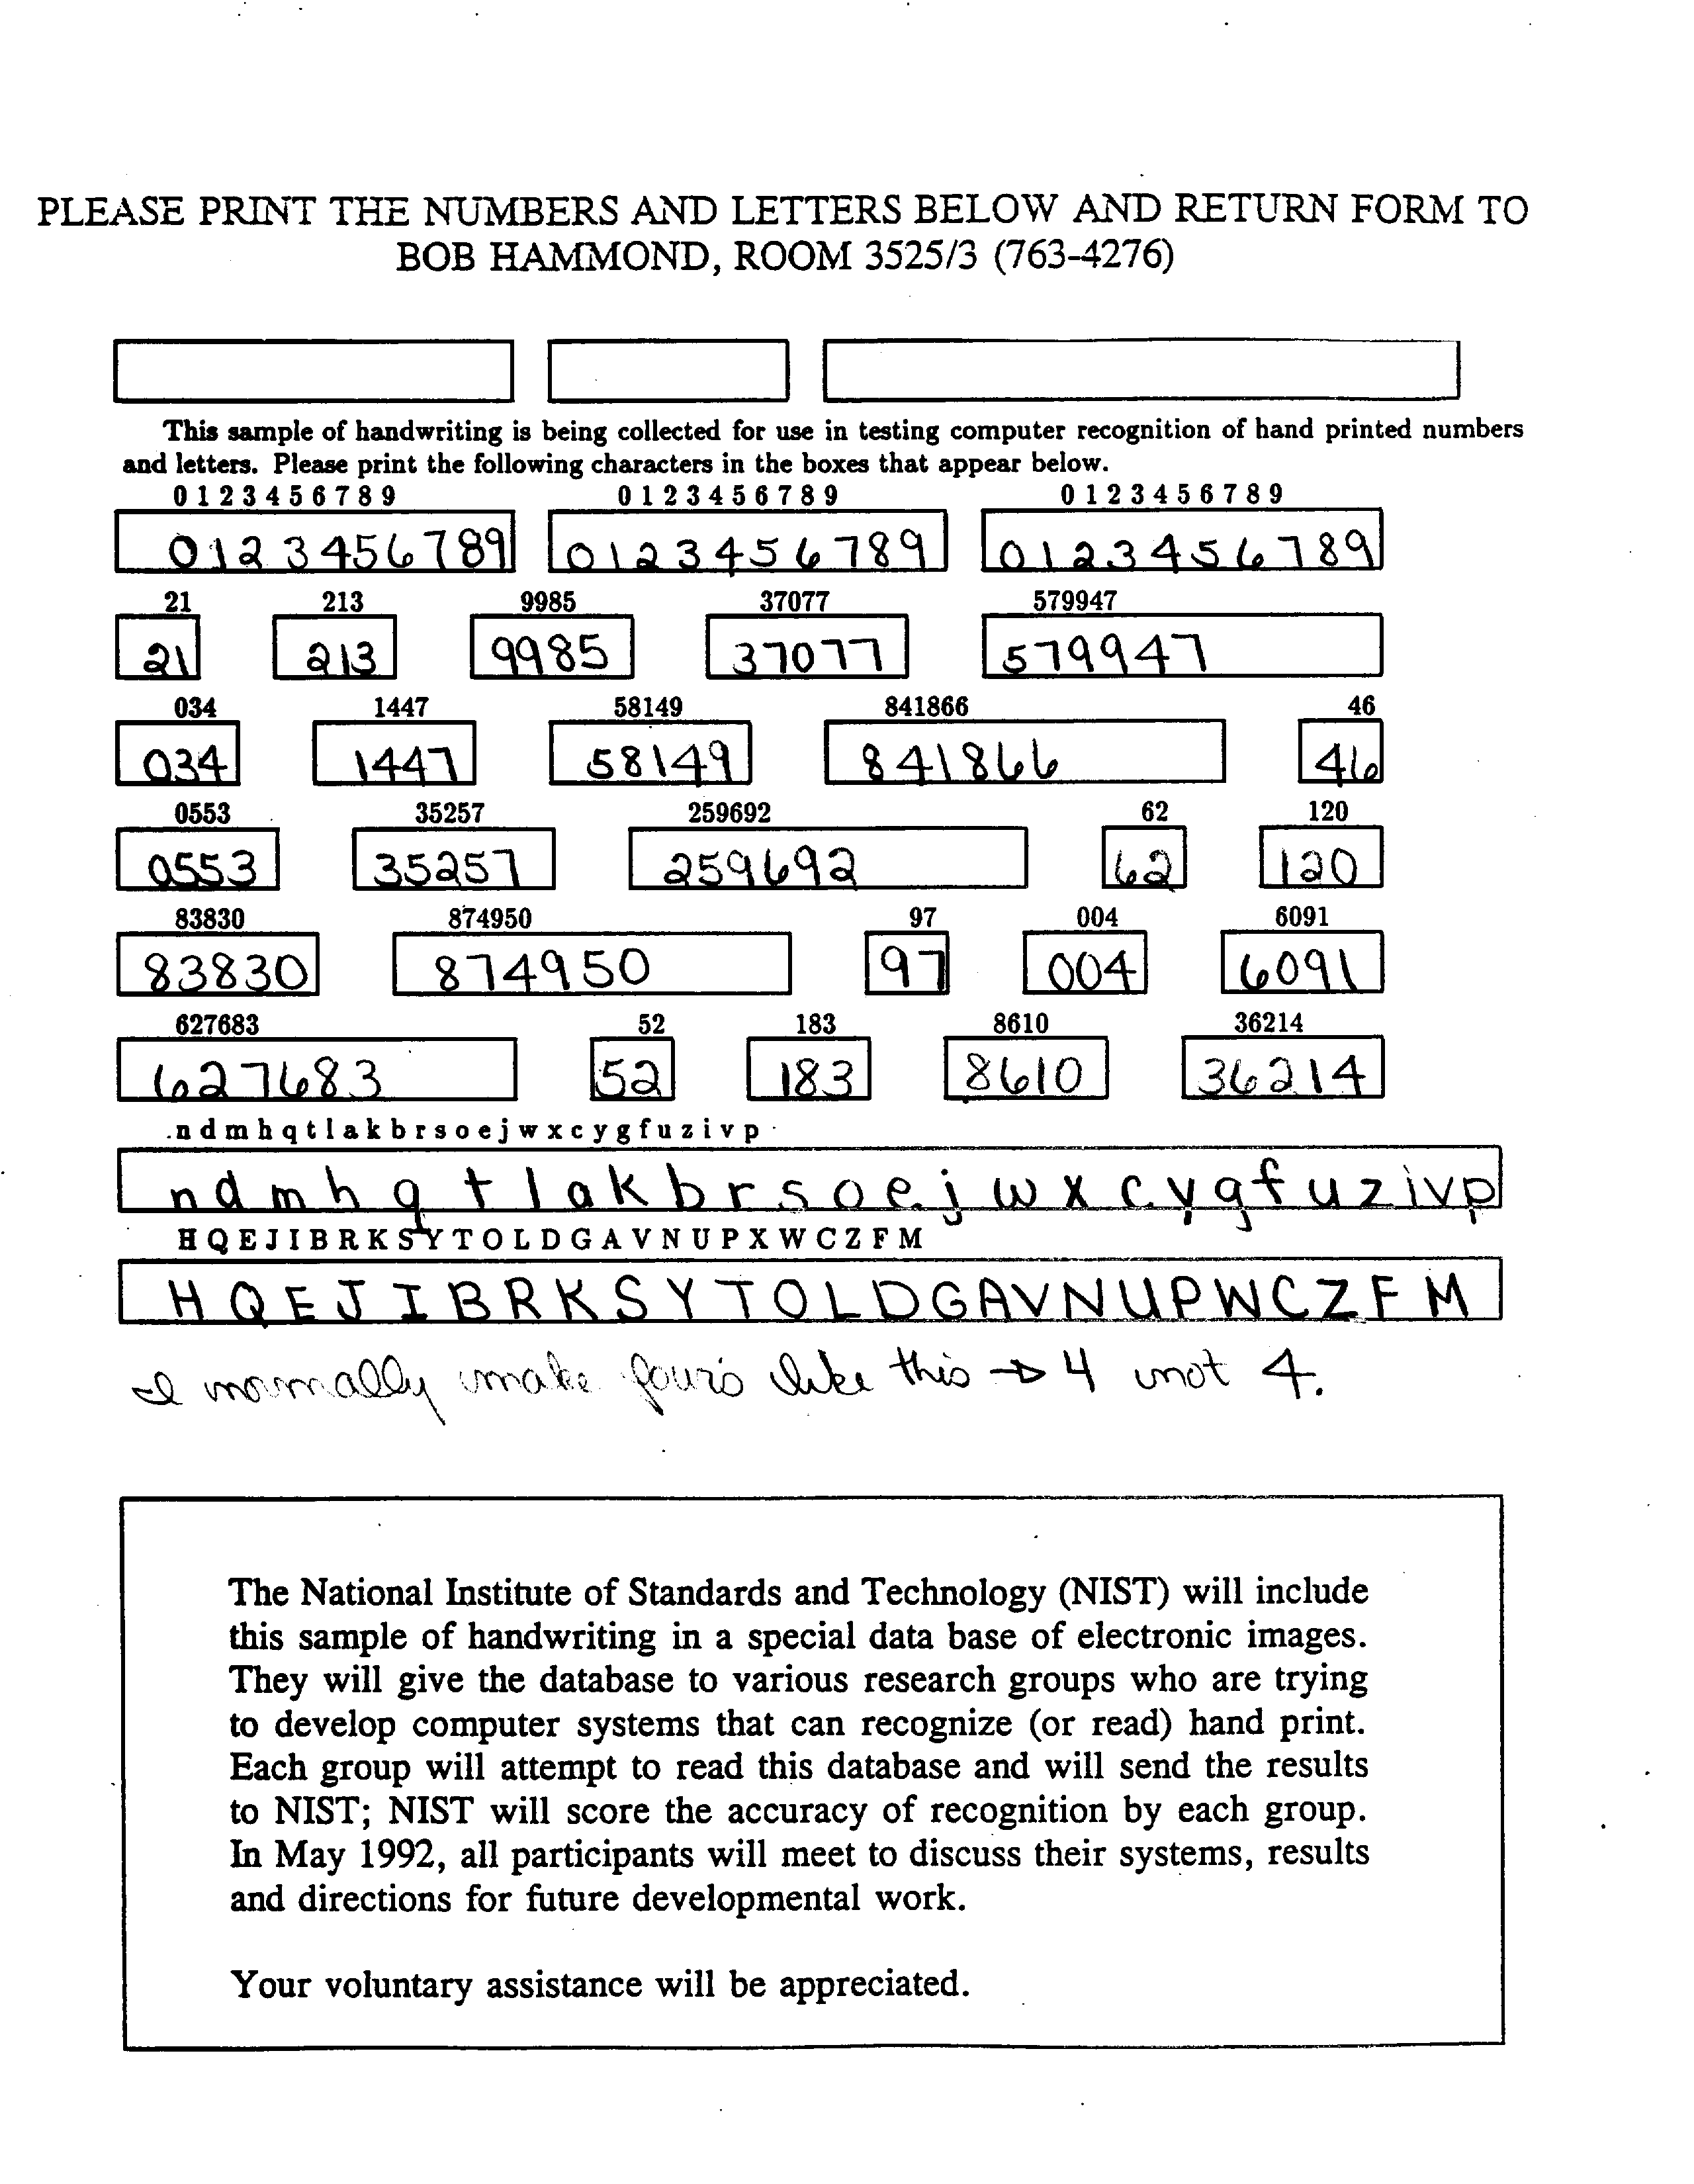 PLEASE PRINT THE NUMBERS AND LETTERS BELOW AND RETURN FORM TO
BOB HAMMOND, ROOM 3525/3 (763-4276)
This sample of handwriting is being collected for use in testing computer recognition of hand printed numbers
and letters. Please print the following characters in the boxes that appear below.
0 1 2 3 4 5 6 7 8 9 0 1 2 3 4 5 6 7 8 9 0 1 2 3 4 5 6 7 8 9
0123456789 0123456789 0123456789
21 213 9985 37077 579947
21 213 9985 37077 579947
034 1447 58149 841866 46
034 1447 58149 841866 46
0553 35257 259692 62 120
0553 35257 259692 62 120
83830 874950 97 004 6091
83830 874950 97 004 6091
627683 52 183 8610 36214
627683 52 183 8610 36214
n d m h q t l a k b r s o e j w x c y g f u z i v p
n d m h q t l a k b r s o e j w x c y g f u z i v p
H Q E J I B R K S Y T O L D G A V N U P X W C Z F M
H Q E J I B R K S Y T O L D G A V N U P W C Z F M
I normally make four's like this → 4 not 4.
The National Institute of Standards and Technology (NIST) will include
this sample of handwriting in a special data base of electronic images.
They will give the database to various research groups who are trying
to develop computer systems that can recognize (or read) hand print.
Each group will attempt to read this database and will send the results
to NIST; NIST will score the accuracy of recognition by each group.
In May 1992, all participants will meet to discuss their systems, results
and directions for future developmental work.
Your voluntary assistance will be appreciated.